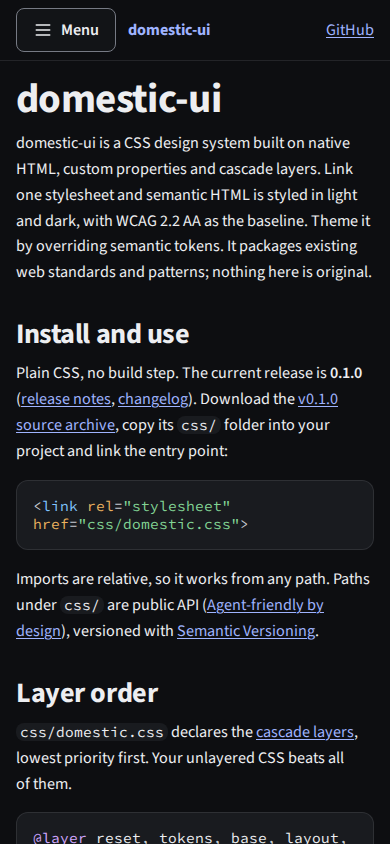 Menu domestic-ui GitHub
domestic-ui
domestic-ui is a CSS design system built on native
HTML, custom properties and cascade layers. Link
one stylesheet and semantic HTML is styled in light
and dark, with WCAG 2.2 AA as the baseline. Theme it
by overriding semantic tokens. It packages existing
web standards and patterns; nothing here is original.
Install and use
Plain CSS, no build step. The current release is 0.1.0
(release notes, changelog). Download the v0.1.0
source archive, copy its css/ folder into your
project and link the entry point:
<link rel="stylesheet"
href="css/domestic.css">
Imports are relative, so it works from any path. Paths
under css/ are public API (Agent-friendly by
design), versioned with Semantic Versioning.
Layer order
css/domestic.css declares the cascade layers,
lowest priority first. Your unlayered CSS beats all
of them.
@layer reset, tokens, base, layout,